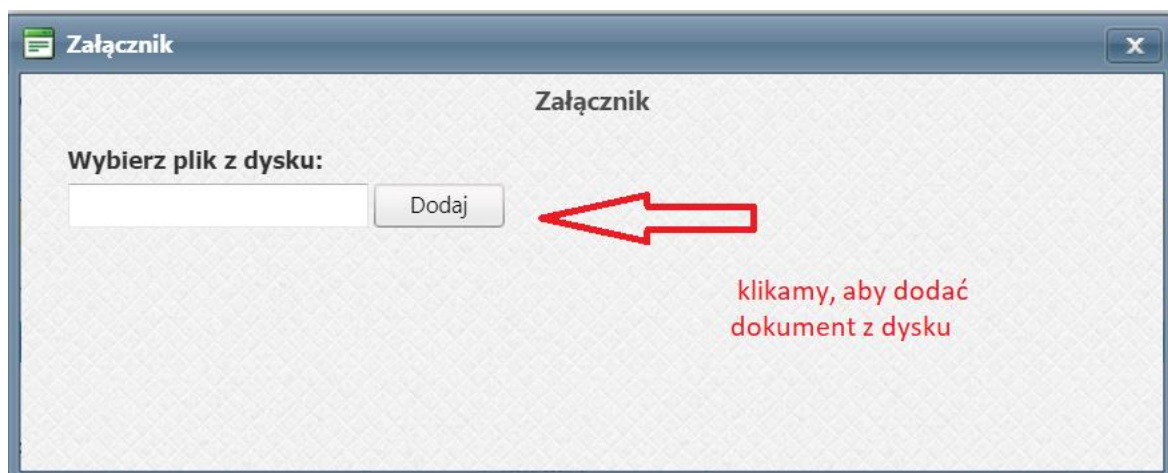 Załącznik
x
Załącznik
Wybierz plik z dysku:
Dodaj
klikamy, aby dodać
dokument z dysku